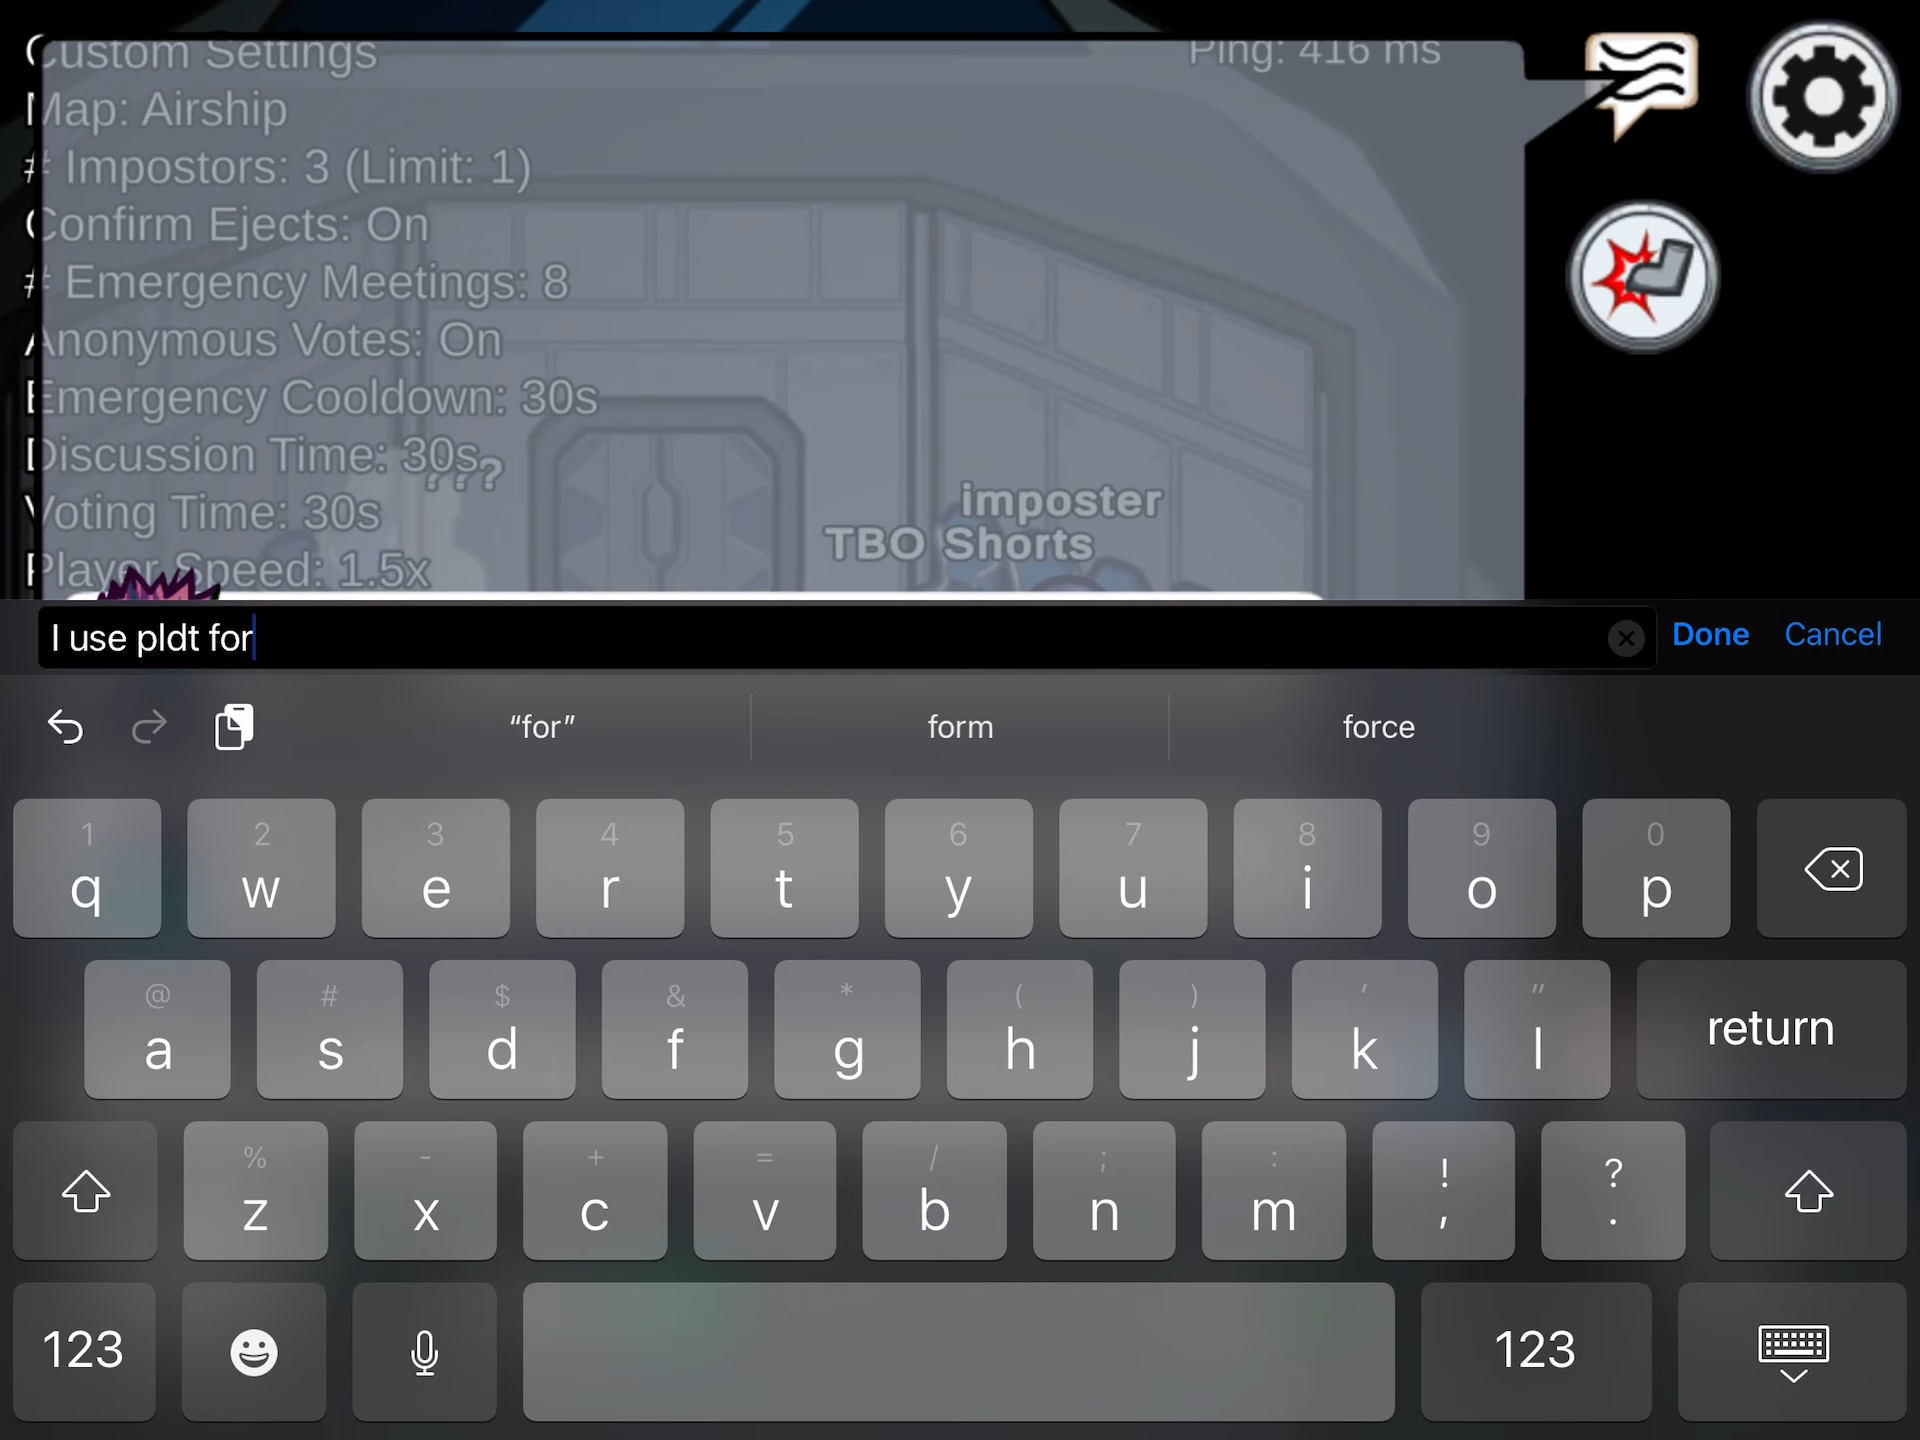 Custom Settings
Ping: 416 ms
Map: Airship
# Impostors: 3 (Limit: 1)
Confirm Ejects: On
# Emergency Meetings: 8
Anonymous Votes: On
Emergency Cooldown: 30s
Discussion Time: 30s
???
Voting Time: 30s
imposter
TBO Shorts
Player Speed: 1.5x
I use pldt for
Done Cancel
“for” form force
1 2 3 4 5 6 7 8 9 0
q w e r t y u i o p
@ # $ & * ( ) ' "
a s d f g h j k l return
% - + = / ; : ! ?
z x c v b n m , .
123 123